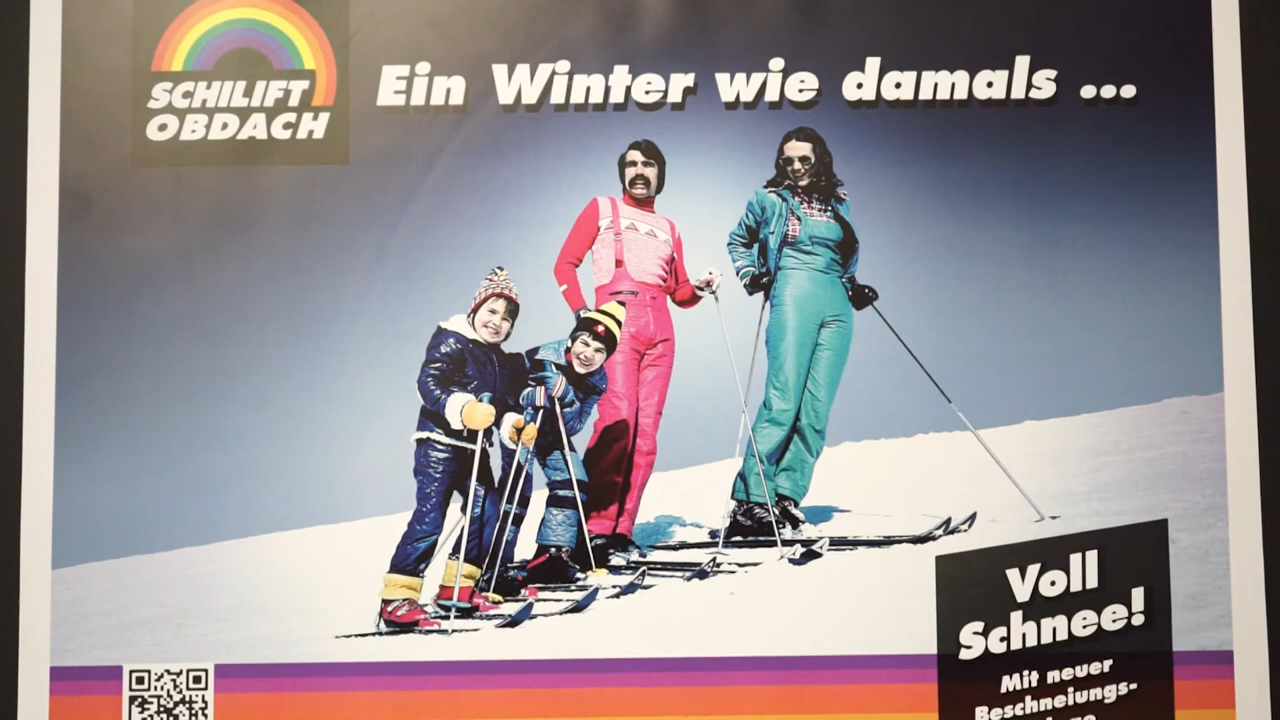 SCHILIFT
OBDACH
Ein Winter wie damals ...
Voll
Schnee!
Mit neuer
Beschneiungs-